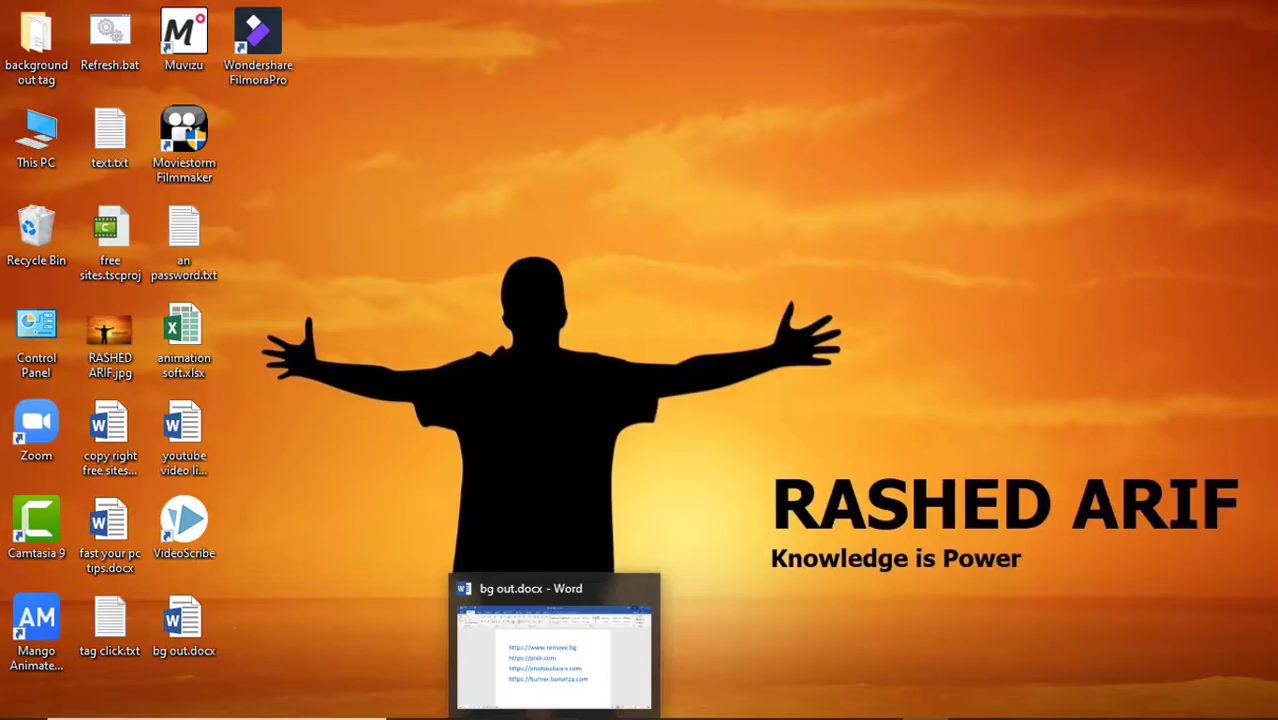 background
out tag
Refresh.bat
Muvizu
Wondershare
FilmoraPro
This PC
text.txt
Moviestorm
Filmmaker
Recycle Bin
free
sites.tscproj
an
password.txt
Control
Panel
RASHED
ARIF.jpg
animation
soft.xlsx
Zoom
copy right
free sites...
youtube
video li...
Camtasia 9
fast your pc
tips.docx
VideoScribe
AM
Mango
Animate...
tag click.txt
bg out.docx
RASHED ARIF
Knowledge is Power
bg out.docx - Word
https://www.remove.bg
https://pixlr.com
https://burner.bonanza.com